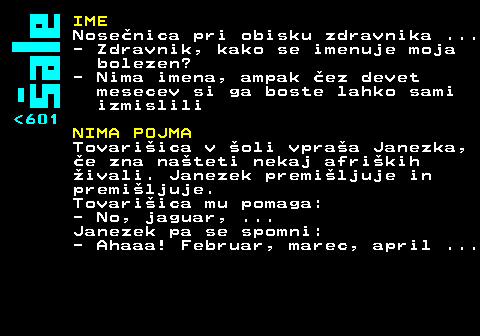 šale
<601
IME
Nosečnica pri obisku zdravnika ...
- Zdravnik, kako se imenuje moja
bolezen?
- Nima imena, ampak čez devet
mesecev si ga boste lahko sami
izmislili
NIMA POJMA
Tovarišica v šoli vpraša Janezka,
če zna našteti nekaj afriških
živali. Janezek premišljuje in
premišljuje.
Tovarišica mu pomaga:
- No, jaguar, ...
Janezek pa se spomni:
- Ahaaa! Februar, marec, april ...